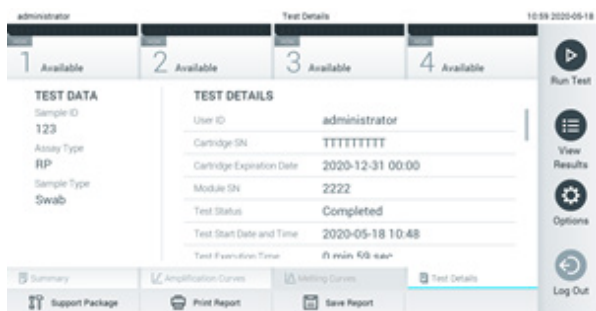 administrator Test Details 10:59 2020-05-18
1 Available 2 Available 3 Available 4 Available
Run Test
TEST DATA
Sample ID
123
Assay Type
RP
Sample Type
Swab
TEST DETAILS
User ID administrator
Cartridge SN TTTTTTTTT
Cartridge Expiration Date 2020-12-31 00:00
Module SN 2222
Test Status Completed
Test Start Date and Time 2020-05-18 10:48
Test Execution Time 0 min 59 sec
View
Results
Options
Log Out
Summary Amplification Curves Melting Curves Test Details
Support Package Print Report Save Report